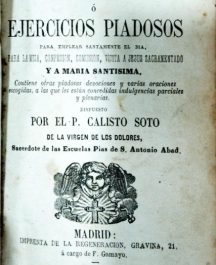 Ó
EJERCICIOS PIADOSOS
PARA EMPLEAR SANTAMENTE EL DIA,
PARA LA MISA, CONFESION, COMUNION, VISITA A JESUS SACRAMENTADO
Y A MARIA SANTISIMA,
Contiene otras piadosas devociones y varias oraciones
escogidas, a las que les están concedidas indulgencias parciales
y plenarias.
DISPUESTO
POR EL P. CALISTO SOTO
DE LA VIRGEN DE LOS DOLORES,
Sacerdote de las Escuelas Pias de S. Antonio Abad.
MADRID:
IMPRENTA DE LA REGENERACION, GRAVINA, 21.
á cargo de F. Gamayo.